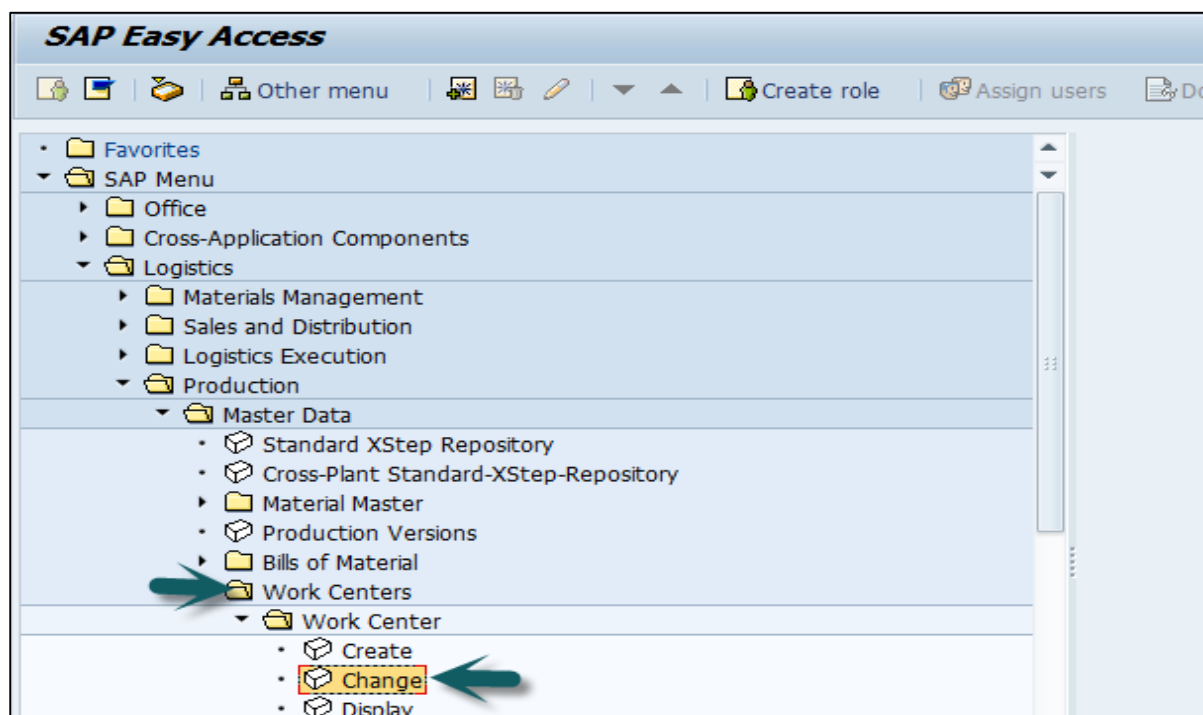 SAP Easy Access
Other menu Create role Assign users Do
Favorites
SAP Menu
Office
Cross-Application Components
Logistics
Materials Management
Sales and Distribution
Logistics Execution
Production
Master Data
Standard XStep Repository
Cross-Plant Standard-XStep-Repository
Material Master
Production Versions
Bills of Material
Work Centers
Work Center
Create
Change
Display